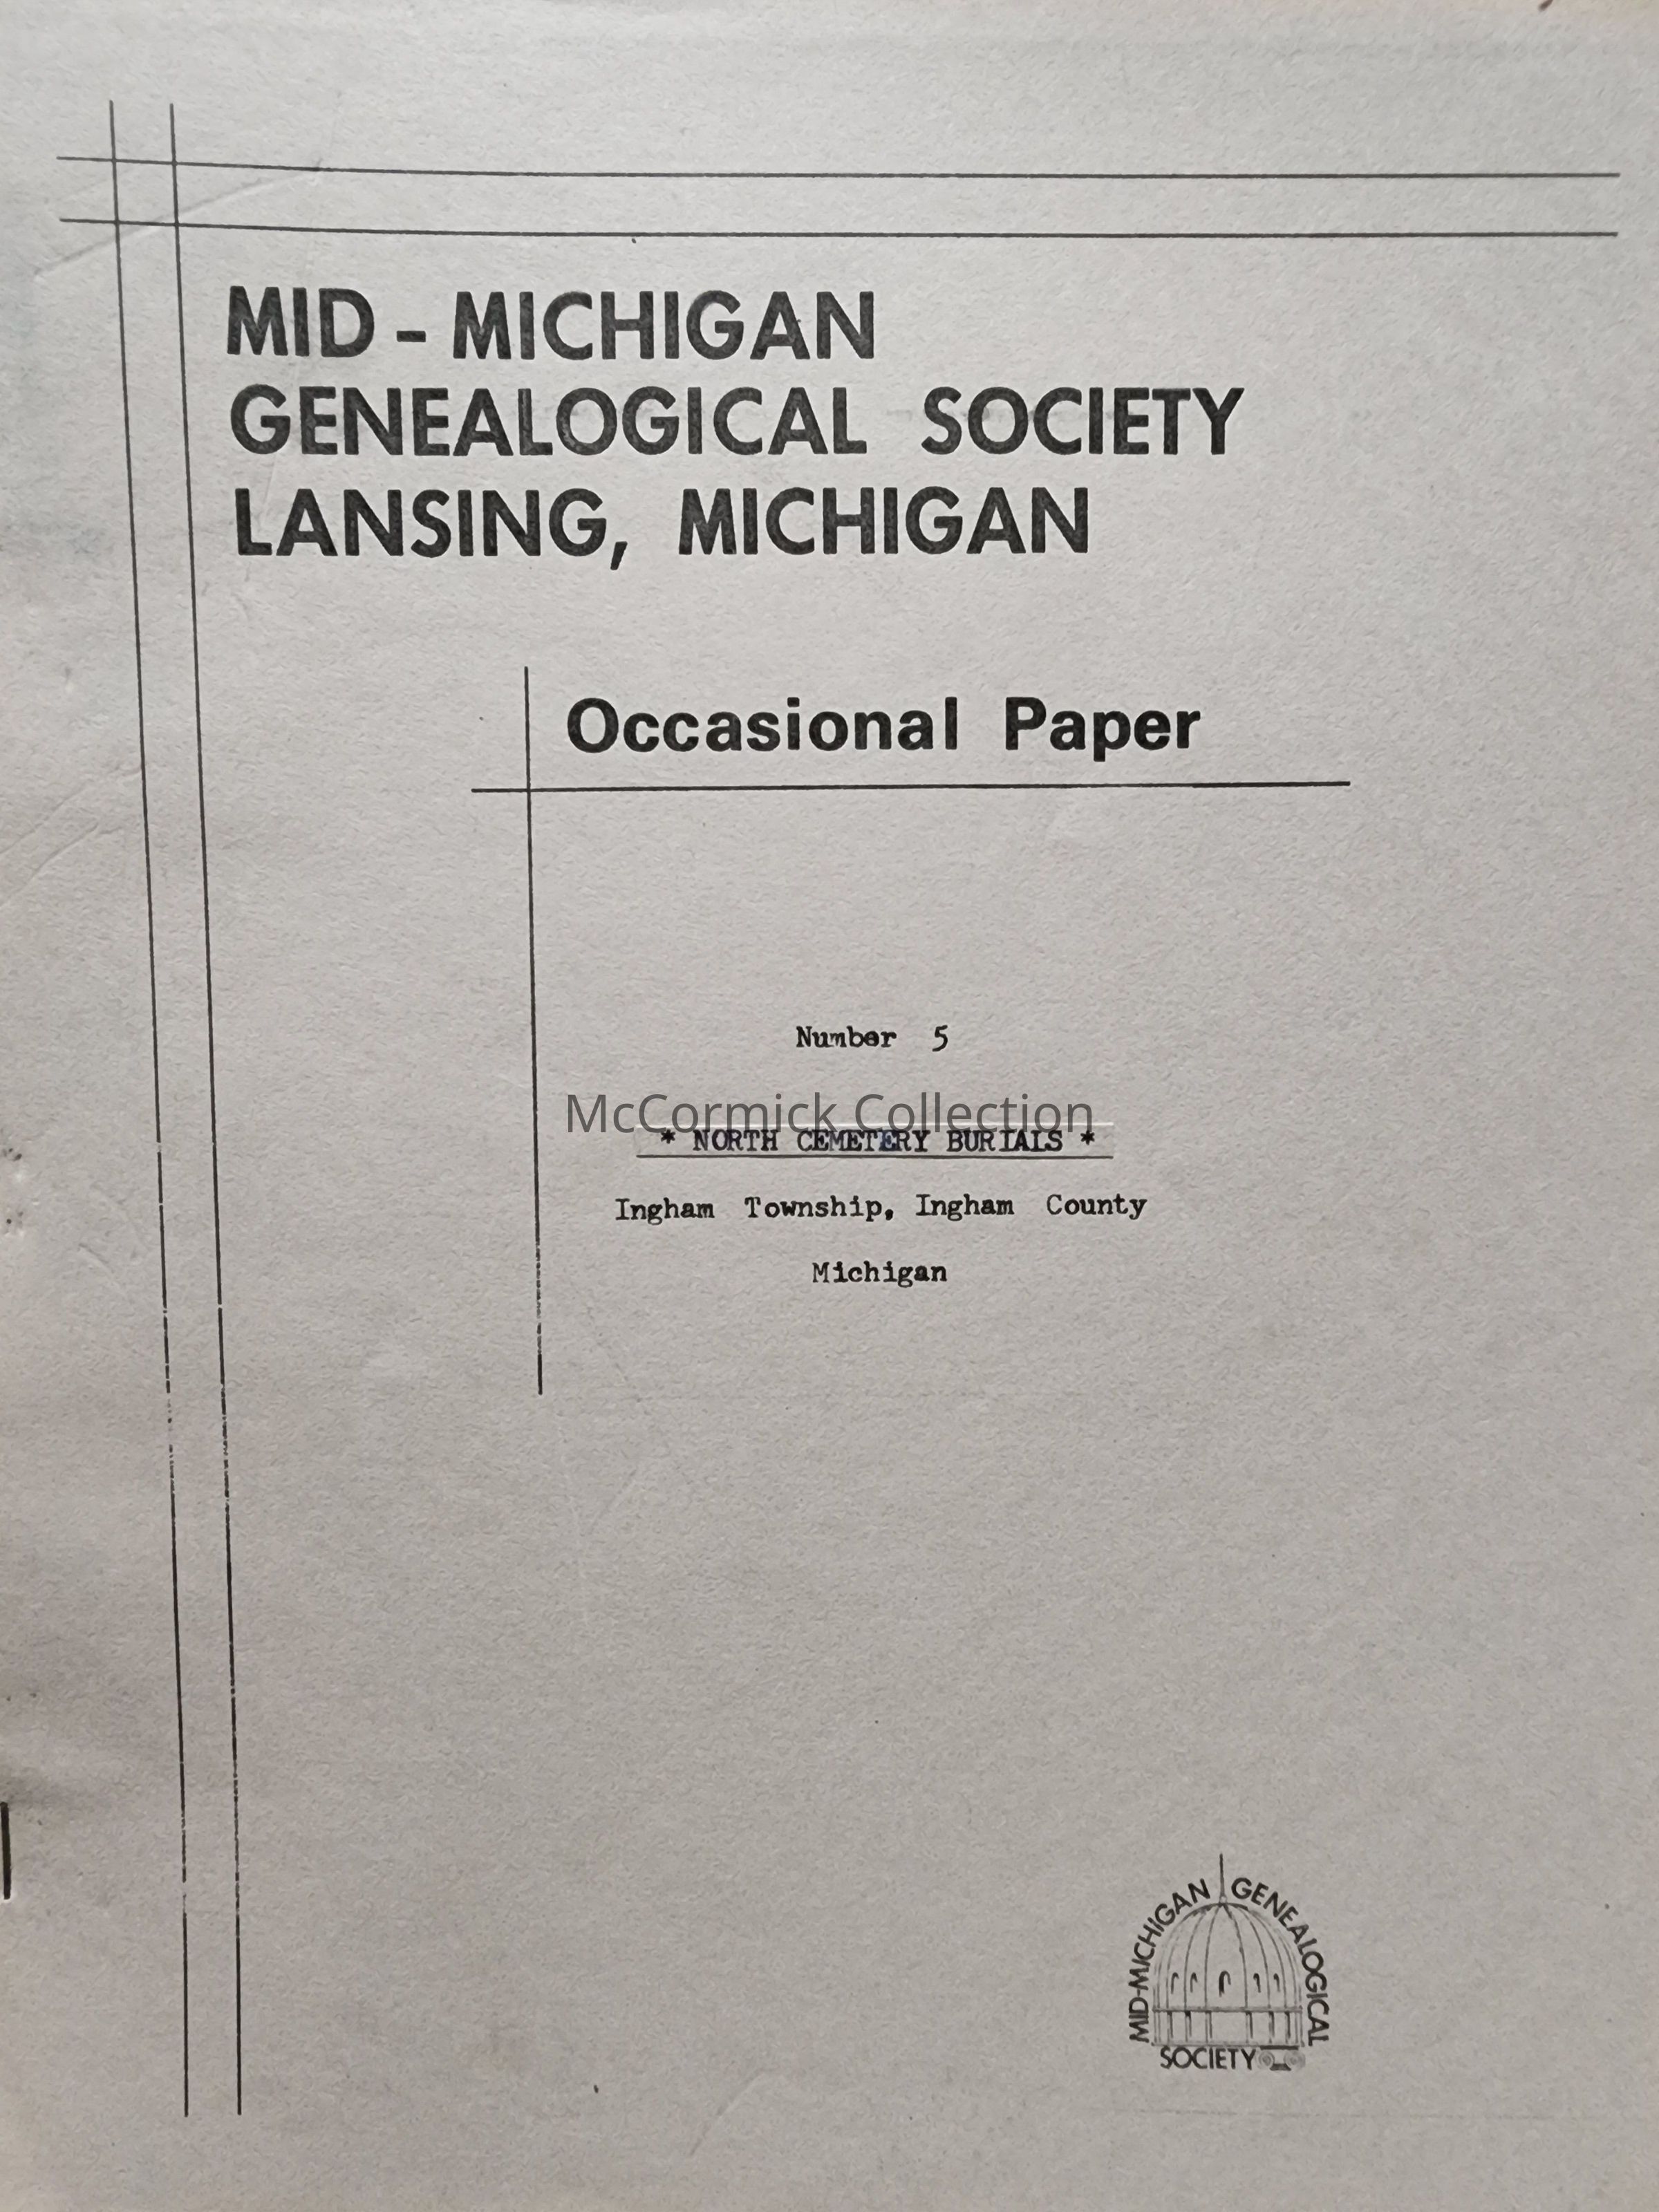 MID - MICHIGAN
GENEALOGICAL SOCIETY
LANSING, MICHIGAN
Occasional Paper
Number 5
McCormick Collection
* NORTH CEMETERY BURIALS *
Ingham Township, Ingham County
Michigan
MID-MICHIGAN GENEALOGICAL
SOCIETY